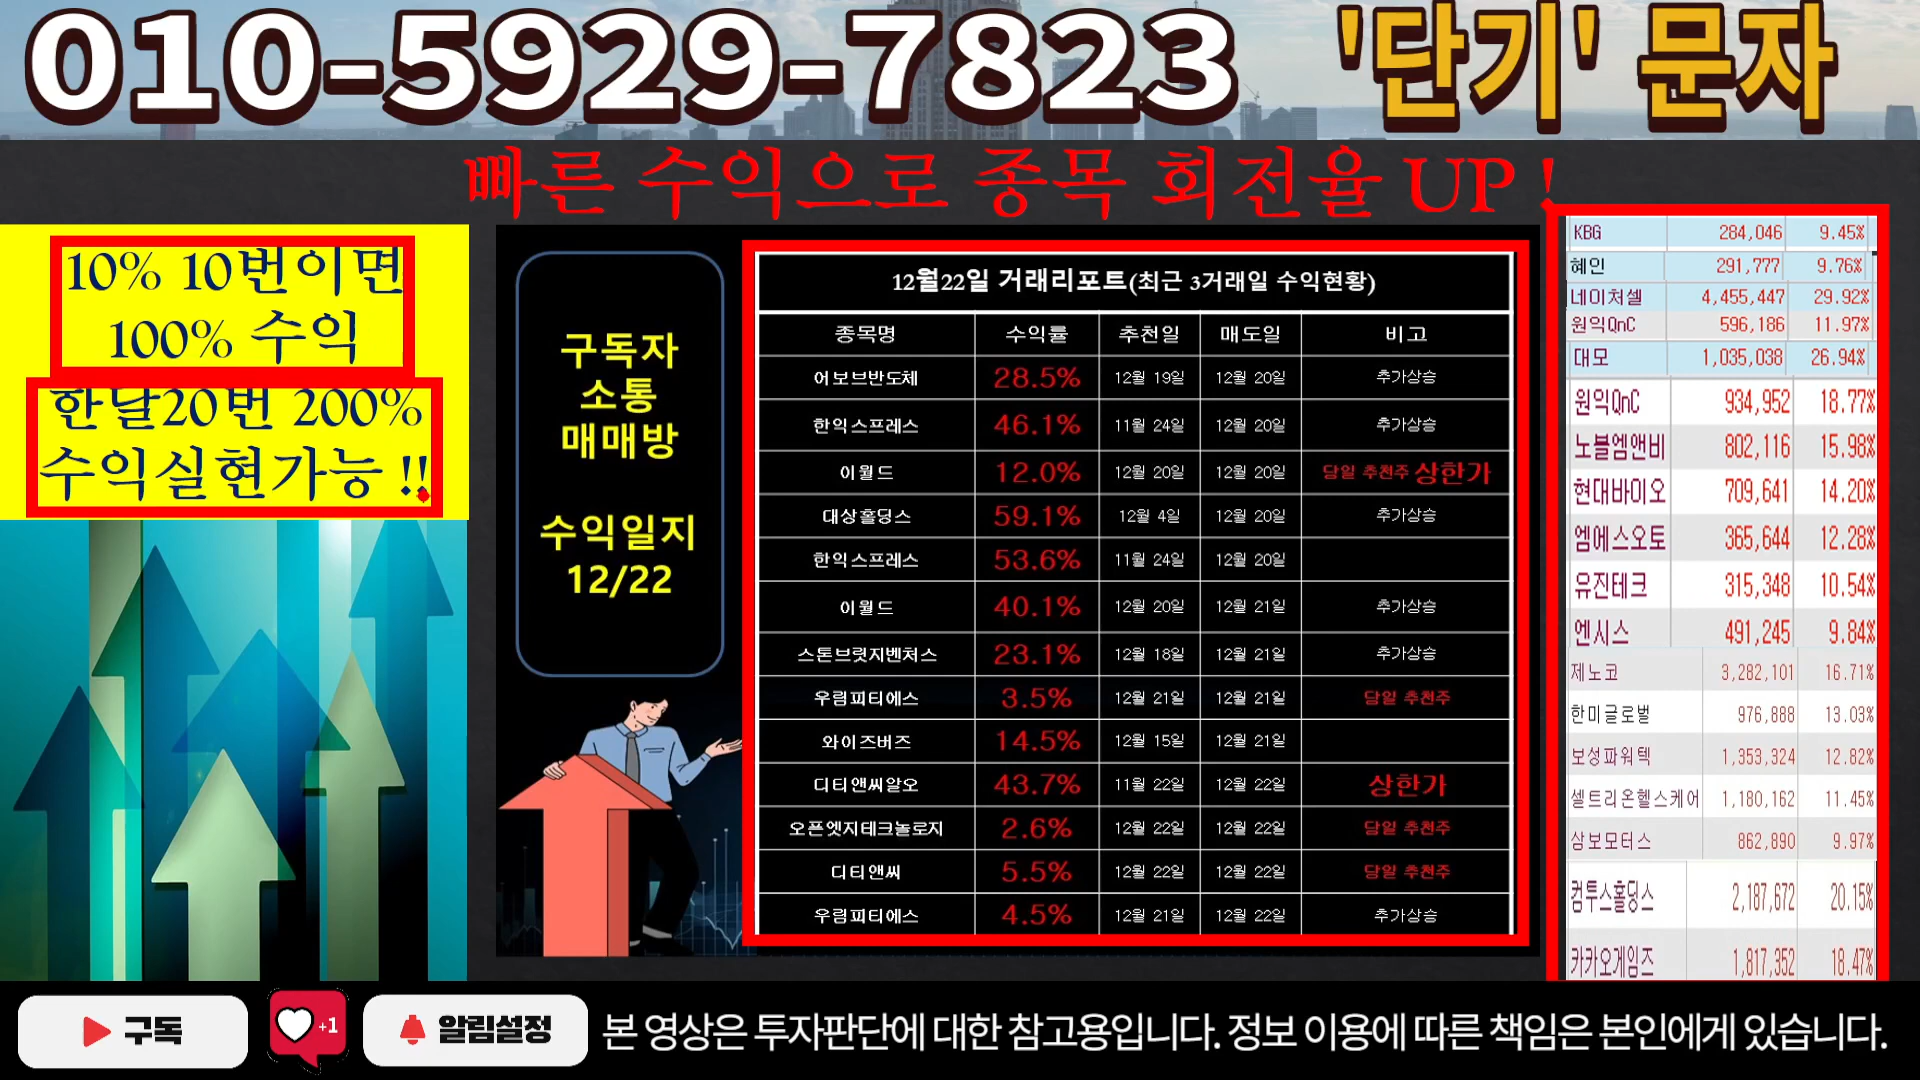 010-5929-7823 '단기' 문자
빠른 수익으로 종목 회전율 UP !
10% 10번이면
100% 수익
한달20번 200%
수익실현가능 !!
구독자
소통
매매방
수익일지
12/22
12월22일 거래리포트(최근 3거래일 수익현황)
종목명 수익률 추천일 매도일 비고
어보브반도체 28.5% 12월 19일 12월 20일 추가상승
한익스프레스 46.1% 11월 24일 12월 20일 추가상승
이월드 12.0% 12월 20일 12월 20일 당일 추천주 상한가
대상홀딩스 59.1% 12월 4일 12월 20일 추가상승
한익스프레스 53.6% 11월 24일 12월 20일
이월드 40.1% 12월 20일 12월 21일 추가상승
스톤브릿지벤처스 23.1% 12월 18일 12월 21일 추가상승
우림피티에스 3.5% 12월 21일 12월 21일 당일 추천주
와이즈버즈 14.5% 12월 15일 12월 21일
디티앤씨알오 43.7% 11월 22일 12월 22일 상한가
오픈엣지테크놀로지 2.6% 12월 22일 12월 22일 당일 추천주
디티앤씨 5.5% 12월 22일 12월 22일 당일 추천주
우림피티에스 4.5% 12월 21일 12월 22일 추가상승
KBG 284,046 9.45%
혜인 291,777 9.76%
네이처셀 4,455,447 29.92%
원익QnC 596,186 11.97%
대모 1,035,038 26.94%
원익QnC 934,952 18.77%
노블엠앤비 802,116 15.98%
현대바이오 709,641 14.20%
엠에스오토 365,644 12.28%
유진테크 315,348 10.54%
엔시스 491,245 9.84%
제노코 3,282,101 16.71%
한미글로벌 976,888 13.03%
보성파워텍 1,353,324 12.82%
셀트리온헬스케어 1,180,162 11.45%
삼보모터스 862,890 9.97%
컴투스홀딩스 2,187,672 20.15%
카카오게임즈 1,817,352 18.47%
구독 +1 알림설정 본 영상은 투자판단에 대한 참고용입니다. 정보 이용에 따른 책임은 본인에게 있습니다.